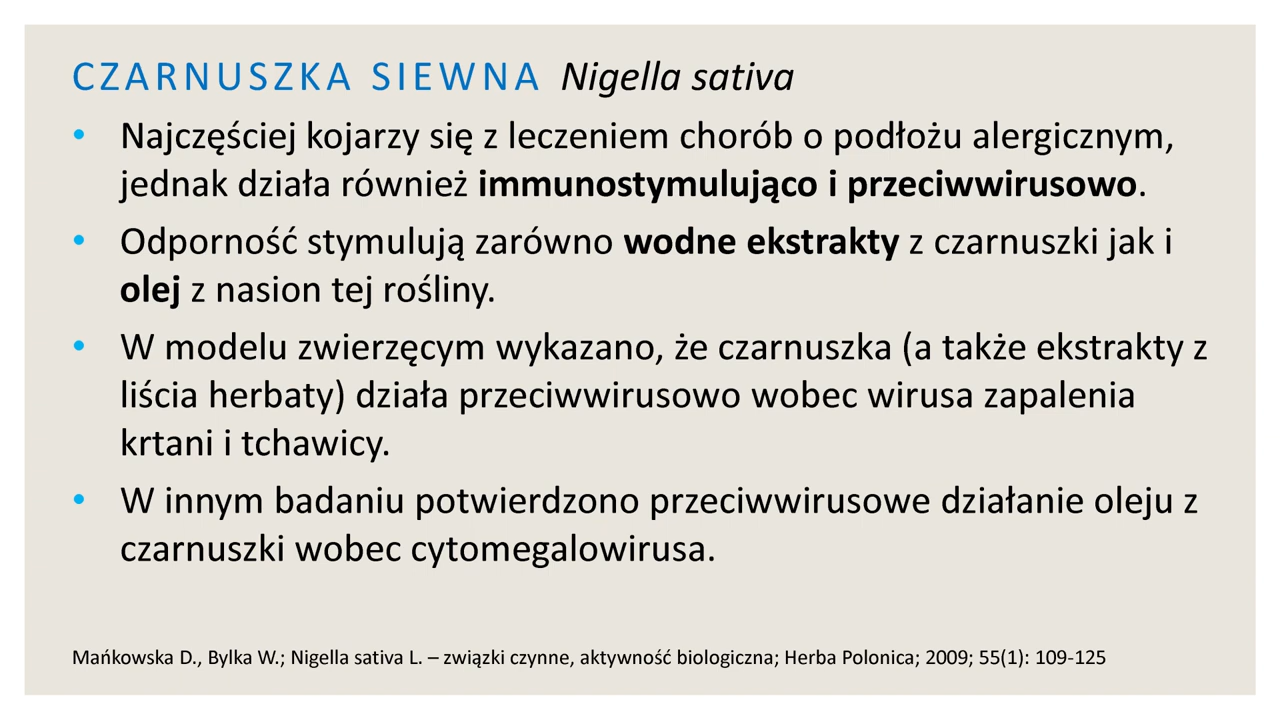 CZARNUSZKA SIEWNA Nigella sativa
• Najczęściej kojarzy się z leczeniem chorób o podłożu alergicznym,
jednak działa również immunostymulująco i przeciwwirusowo.
• Odporność stymulują zarówno wodne ekstrakty z czarnuszki jak i
olej z nasion tej rośliny.
• W modelu zwierzęcym wykazano, że czarnuszka (a także ekstrakty z
liścia herbaty) działa przeciwwirusowo wobec wirusa zapalenia
krtani i tchawicy.
• W innym badaniu potwierdzono przeciwwirusowe działanie oleju z
czarnuszki wobec cytomegalowirusa.
Mańkowska D., Bylka W.; Nigella sativa L. – związki czynne, aktywność biologiczna; Herba Polonica; 2009; 55(1): 109-125